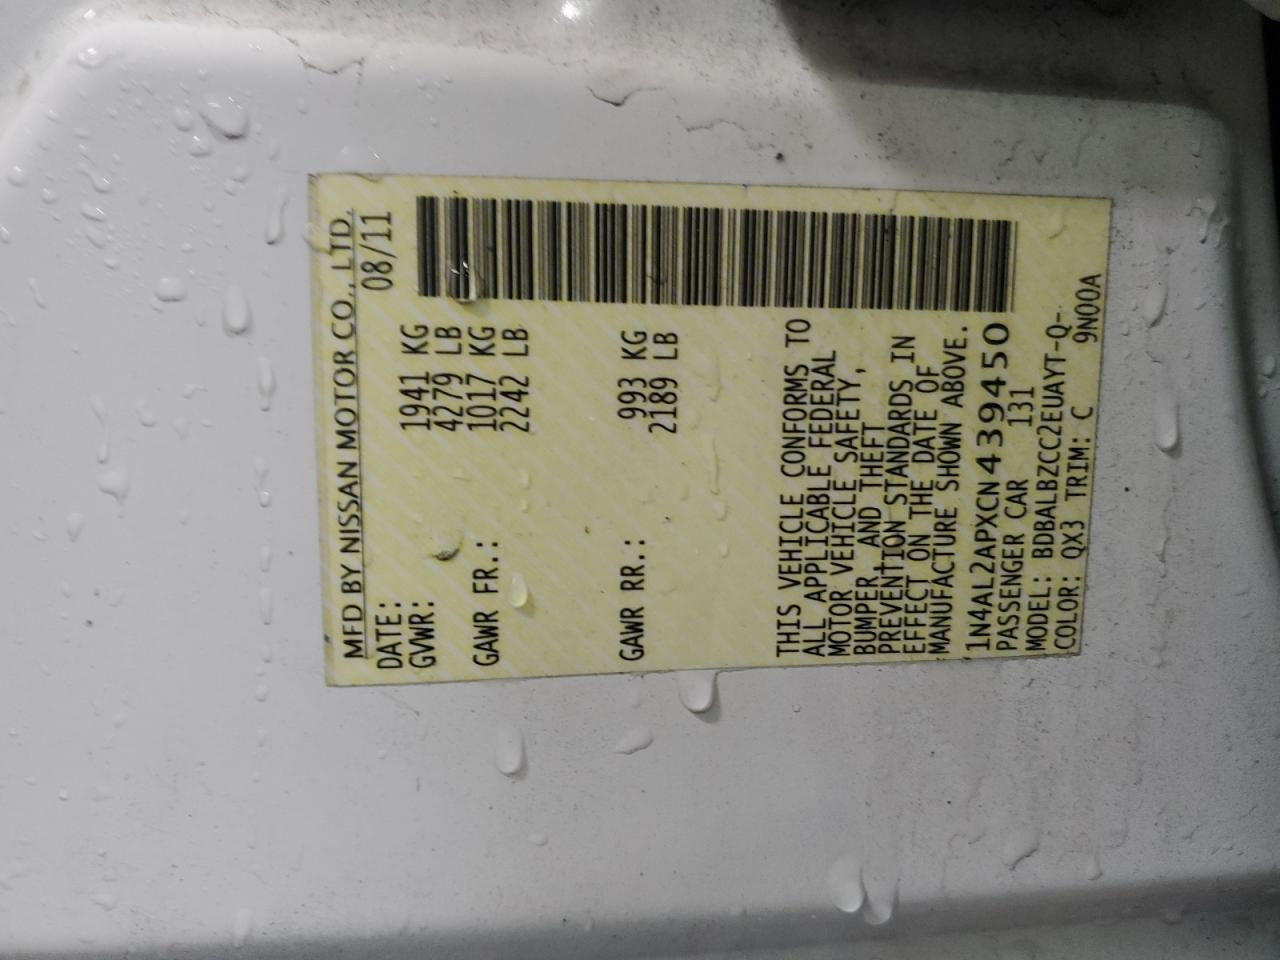 MFD BY NISSAN MOTOR CO., LTD.
DATE: 08/11
GVWR: 1941 KG
4279 LB
GAWR FR.: 1017 KG
2242 LB
GAWR RR.: 993 KG
2189 LB
THIS VEHICLE CONFORMS TO
ALL APPLICABLE FEDERAL
MOTOR VEHICLE SAFETY,
BUMPER, AND THEFT
PREVENTION STANDARDS IN
EFFECT ON THE DATE OF
MANUFACTURE SHOWN ABOVE.
1N4AL2APXCN439450
PASSENGER CAR 131
MODEL: BDBALBZCC2EUAYT-Q-
COLOR: QX3 TRIM: C 9N00A